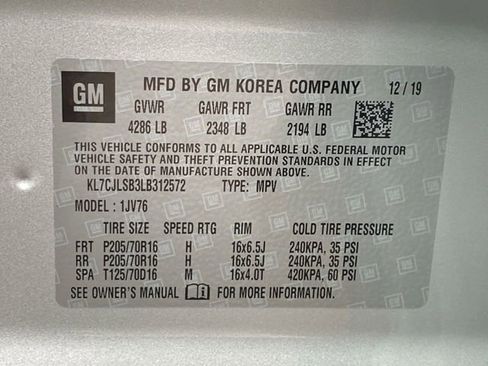 GM
MFD BY GM KOREA COMPANY 12/19
GVWR GAWR FRT GAWR RR
4286 LB 2348 LB 2194 LB
THIS VEHICLE CONFORMS TO ALL APPLICABLE U.S. FEDERAL MOTOR
VEHICLE SAFETY AND THEFT PREVENTION STANDARDS IN EFFECT
ON THE DATE OF MANUFACTURE SHOWN ABOVE.
KL7CJLSB3LB312572 TYPE: MPV
MODEL : 1JV76
TIRE SIZE SPEED RTG RIM COLD TIRE PRESSURE
FRT P205/70R16 H 16x6.5J 240KPA, 35 PSI
RR P205/70R16 H 16x6.5J 240KPA, 35 PSI
SPA T125/70D16 M 16x4.0T 420KPA, 60 PSI
SEE OWNER'S MANUAL FOR MORE INFORMATION.